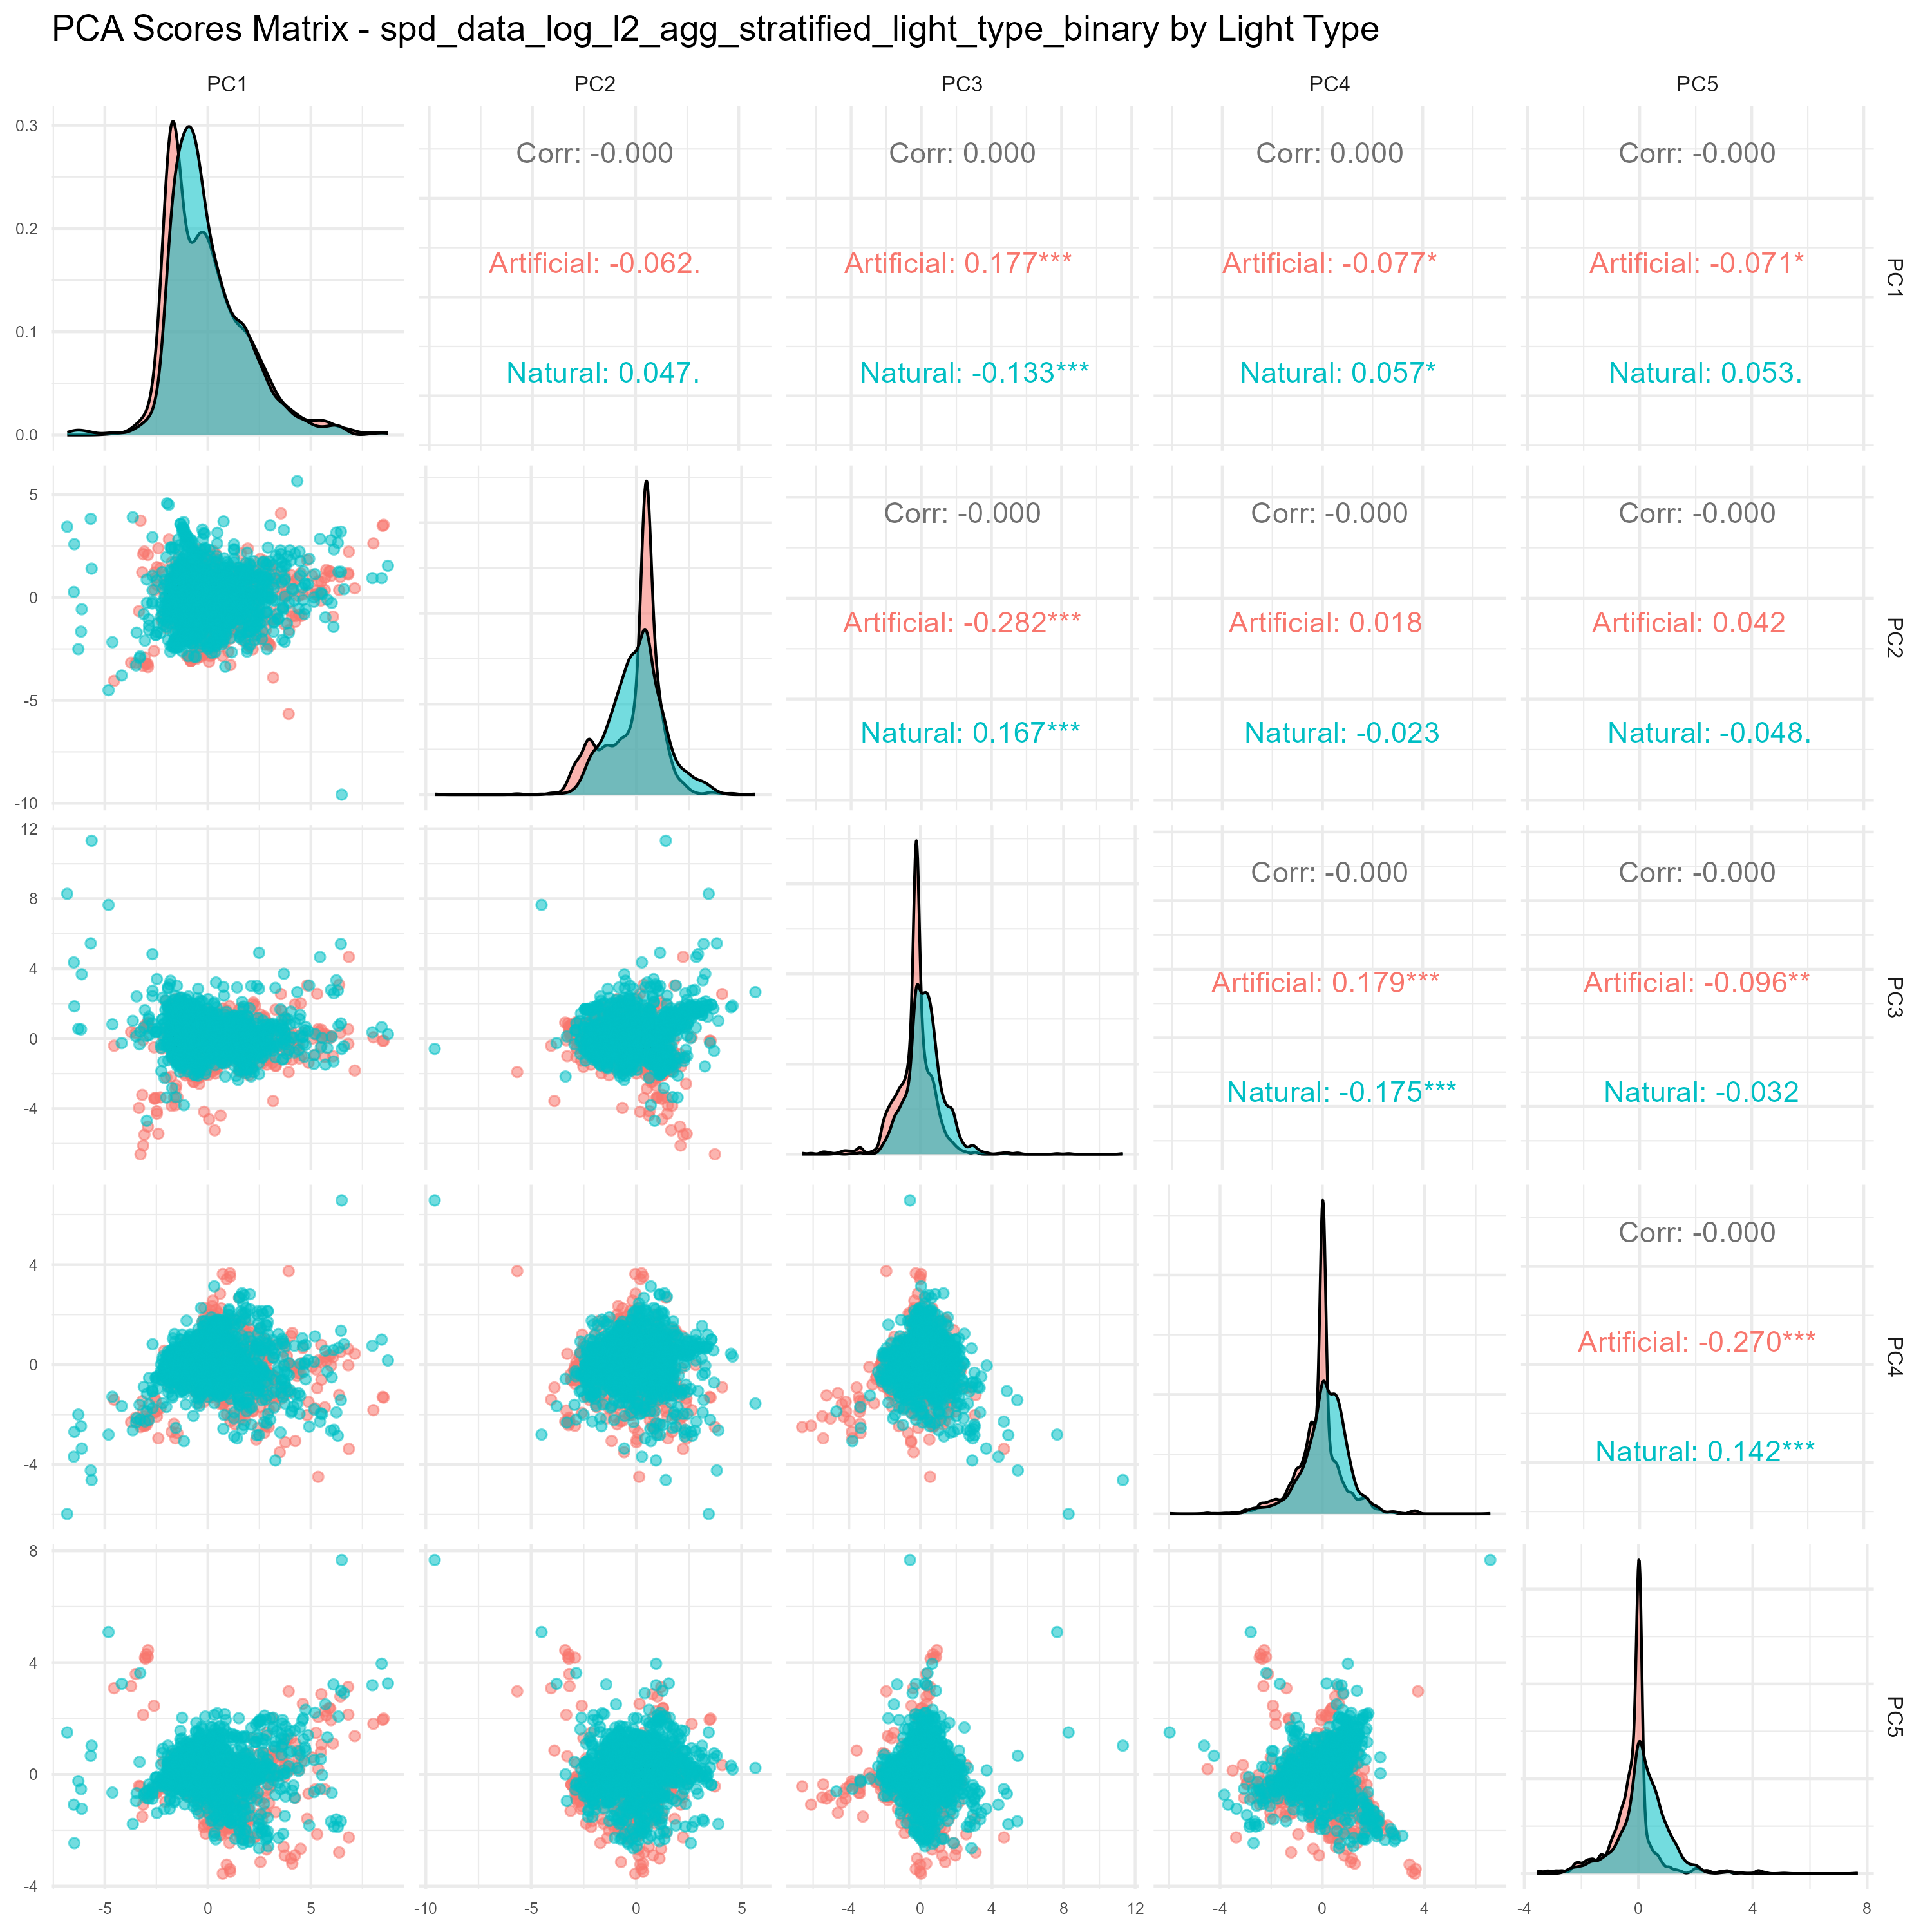 PCA Scores Matrix - spd_data_log_l2_agg_stratified_light_type_binary by Light Type
PC1 PC2 PC3 PC4 PC5
0.3
0.2
0.1
0.0
Corr: -0.000 Corr: 0.000 Corr: 0.000 Corr: -0.000
Artificial: -0.062. Artificial: 0.177*** Artificial: -0.077* Artificial: -0.071*
Natural: 0.047. Natural: -0.133*** Natural: 0.057* Natural: 0.053.
PC1
5
0
-5
-10
Corr: -0.000 Corr: -0.000 Corr: -0.000
Artificial: -0.282*** Artificial: 0.018 Artificial: 0.042
Natural: 0.167*** Natural: -0.023 Natural: -0.048.
PC2
12
8
4
0
-4
Corr: -0.000 Corr: -0.000
Artificial: 0.179*** Artificial: -0.096**
Natural: -0.175*** Natural: -0.032
PC3
4
0
-4
Corr: -0.000
Artificial: -0.270***
Natural: 0.142***
PC4
8
4
0
-4
PC5
-5 0 5 -10 -5 0 5 -4 0 4 8 12 -4 0 4 -4 0 4 8